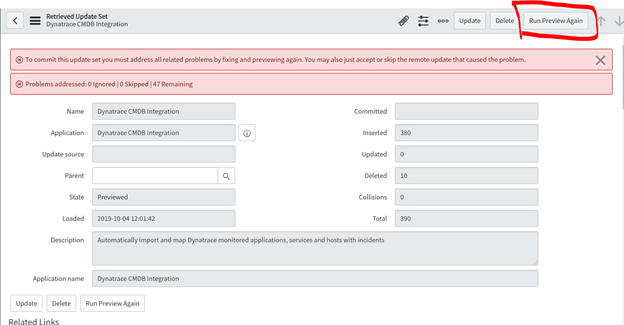 Retrieved Update Set
Dynatrace CMDB Integration
Update Delete Run Preview Again
To commit this update set you must address all related problems by fixing and previewing again. You may also just accept or skip the remote update that caused the problem.
Problems addressed: 0 Ignored | 0 Skipped | 47 Remaining
Name Dynatrace CMDB Integration Committed
Application Dynatrace CMDB Integration Inserted 380
Update source Updated 0
Parent Deleted 10
State Previewed Collisions 0
Loaded 2019-10-04 12:01:42 Total 390
Description Automatically import and map Dynatrace monitored applications, services and hosts with incidents
Application name Dynatrace CMDB Integration
Update Delete Run Preview Again
Related Links